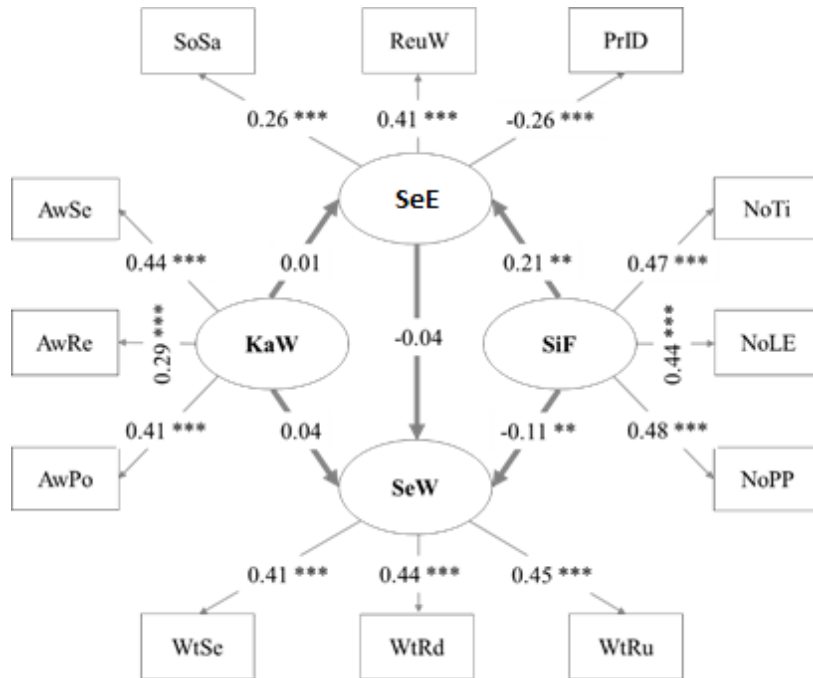 SoSa
ReuW
PrID
0.26 ***
0.41 ***
-0.26 ***
AwSe
SeE
NoTi
0.44 ***
0.01
0.21 **
0.47 ***
AwRe
0.29 ***
KaW
-0.04
SiF
0.44 ***
NoLE
0.41 ***
0.04
-0.11 **
0.48 ***
AwPo
SeW
NoPP
0.41 ***
0.44 ***
0.45 ***
WtSe
WtRd
WtRu